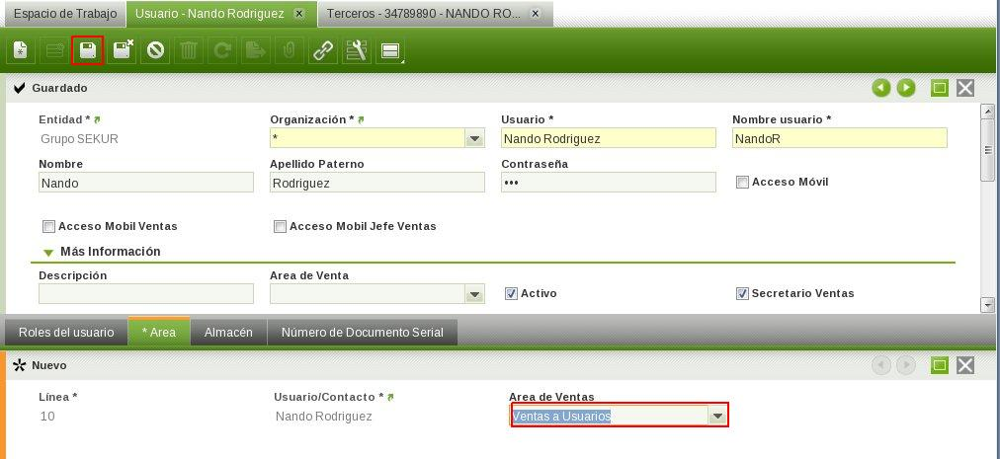 Espacio de Trabajo Usuario - Nando Rodriguez Terceros - 34789890 - NANDO RO...
Guardado
Entidad * Organización * Usuario * Nombre usuario *
Grupo SEKUR * Nando Rodriguez NandoR
Nombre Apellido Paterno Contraseña
Nando Rodriguez ••• Acceso Móvil
Acceso Mobil Ventas Acceso Mobil Jefe Ventas
Más Información
Descripción Area de Venta
Activo Secretario Ventas
Roles del usuario * Area Almacén Número de Documento Serial
Nuevo
Línea * Usuario/Contacto * Area de Ventas
10 Nando Rodriguez Ventas a Usuarios